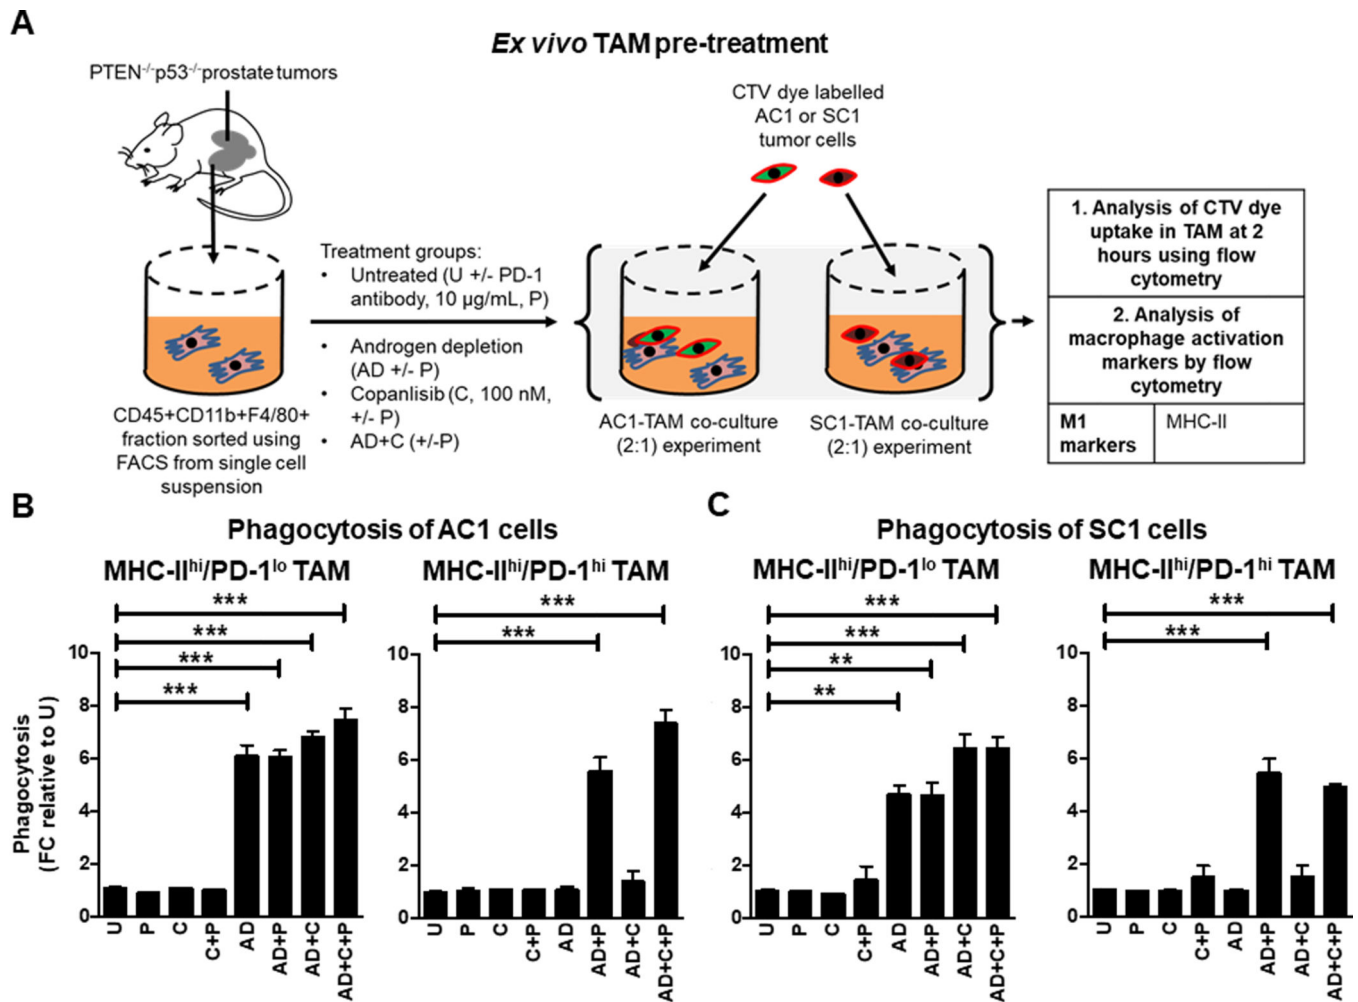 A
Ex vivo TAM pre-treatment
PTEN-/-p53-/-prostate tumors
CTV dye labelled
AC1 or SC1
tumor cells
Treatment groups:
• Untreated (U +/- PD-1
antibody, 10 µg/mL, P)
• Androgen depletion
(AD +/- P)
• Copanlisib (C, 100 nM,
+/- P)
• AD+C (+/-P)
CD45+CD11b+F4/80+
fraction sorted using
FACS from single cell
suspension
AC1-TAM co-culture
(2:1) experiment
SC1-TAM co-culture
(2:1) experiment
1. Analysis of CTV dye
uptake in TAM at 2
hours using flow
cytometry
2. Analysis of
macrophage activation
markers by flow
cytometry
M1
markers
MHC-II
B
Phagocytosis of AC1 cells
MHC-IIhi/PD-1lo TAM
***
***
***
***
Phagocytosis
(FC relative to U)
10
8
6
4
2
0
U
P
C
C+P
AD
AD+P
AD+C
AD+C+P
MHC-IIhi/PD-1hi TAM
***
***
10
8
6
4
2
0
U
P
C
C+P
AD
AD+P
AD+C
AD+C+P
C
Phagocytosis of SC1 cells
MHC-IIhi/PD-1lo TAM
***
***
**
**
10
8
6
4
2
0
U
P
C
C+P
AD
AD+P
AD+C
AD+C+P
MHC-IIhi/PD-1hi TAM
***
***
10
8
6
4
2
0
U
P
C
C+P
AD
AD+P
AD+C
AD+C+P